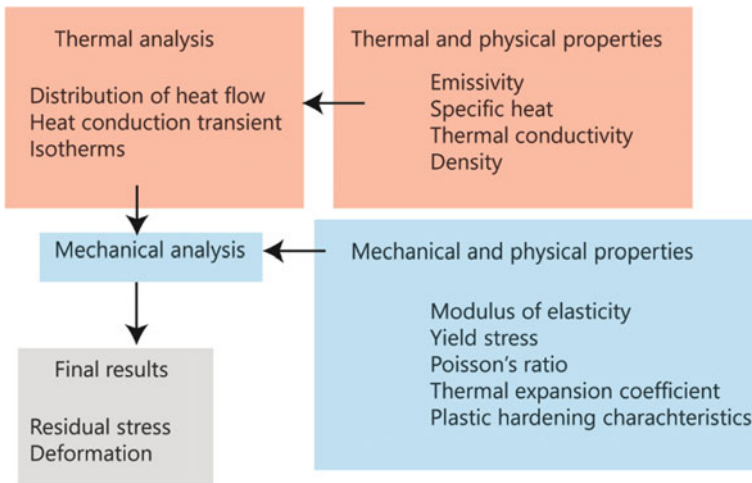 Thermal analysis
Distribution of heat flow
Heat conduction transient
Isotherms
Thermal and physical properties
Emissivity
Specific heat
Thermal conductivity
Density
Mechanical analysis
Mechanical and physical properties
Modulus of elasticity
Yield stress
Poisson's ratio
Thermal expansion coefficient
Plastic hardening charachteristics
Final results
Residual stress
Deformation